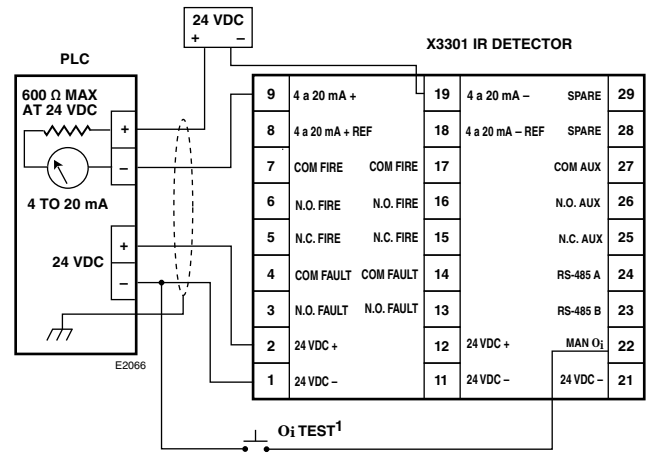 24 VDC
+ –
PLC
X3301 IR DETECTOR
600 Ω MAX
AT 24 VDC
+
–
4 TO 20 mA
24 VDC
+
–
E2066
9 4 a 20 mA + 19 4 a 20 mA – SPARE 29
8 4 a 20 mA + REF 18 4 a 20 mA – REF SPARE 28
7 COM FIRE COM FIRE 17 COM AUX 27
6 N.O. FIRE N.O. FIRE 16 N.O. AUX 26
5 N.C. FIRE N.C. FIRE 15 N.C. AUX 25
4 COM FAULT COM FAULT 14 RS-485 A 24
3 N.O. FAULT N.O. FAULT 13 RS-485 B 23
2 24 VDC + 12 24 VDC + MAN Oi 22
1 24 VDC – 11 24 VDC – 24 VDC – 21
Oi TEST1